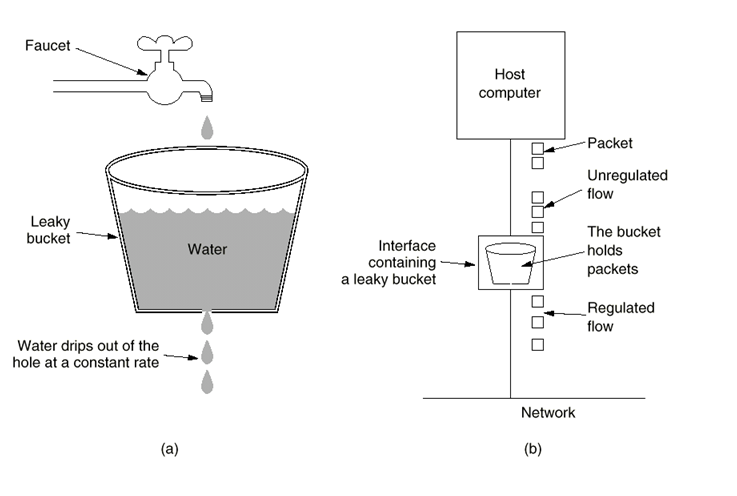 Faucet
Leaky
bucket
Water
Water drips out of the
hole at a constant rate
(a)
Host
computer
Packet
Unregulated
flow
The bucket
holds
packets
Interface
containing
a leaky bucket
Regulated
flow
Network
(b)